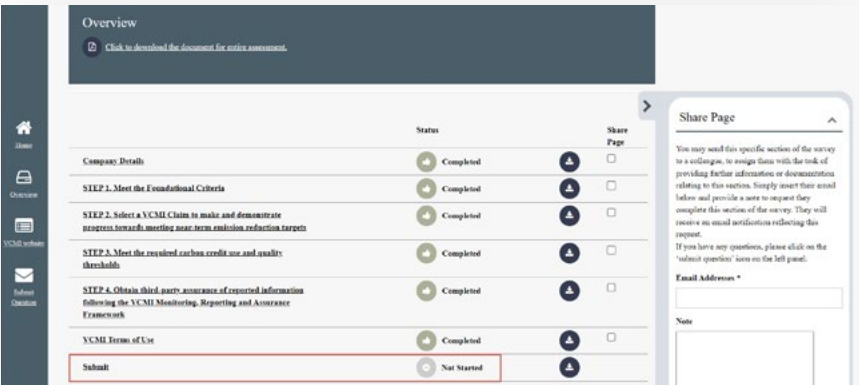 Overview
Click to download the document for entire assessment.
Home
Overview
VCMI website
Submit
Question
Status
Share
Page
Company Details
Completed
STEP 1. Meet the Foundational Criteria
Completed
STEP 2. Select a VCMI Claim to make and demonstrate
progress towards meeting near-term emission reduction targets
Completed
STEP 3. Meet the required carbon credit use and quality
thresholds
Completed
STEP 4. Obtain third-party assurance of reported information
following the VCMI Monitoring, Reporting and Assurance
Framework
Completed
VCMI Terms of Use
Completed
Submit
Not Started
Share Page
You may send this specific section of the survey
to a colleague, to assign them with the task of
providing further information or documentation
relating to this section. Simply insert their email
below and provide a note to request they
complete this section of the survey. They will
receive an email notification reflecting this
request.
If you have any questions, please click on the
'submit question' icon on the left panel.
Email Addresses *
Note